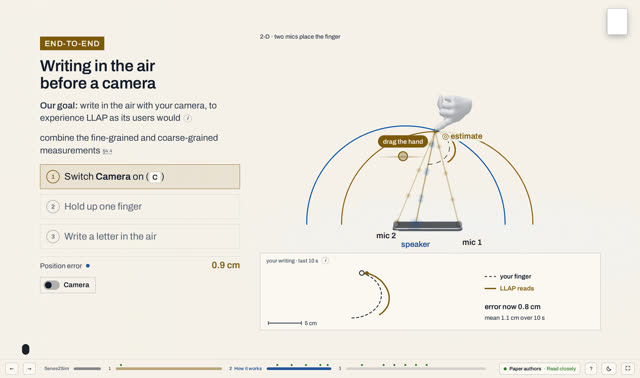 END-TO-END
Writing in the air
before a camera
Our goal: write in the air with your camera, to
experience LLAP as its users would i
combine the fine-grained and coarse-grained
measurements §4.4
1 Switch Camera on ( C )
2 Hold up one finger
3 Write a letter in the air
Position error 0.9 cm
Camera
2-D · two mics place the finger
drag the hand
estimate
mic 2
speaker
mic 1
your writing · last 10 s i
your finger
LLAP reads
error now 0.8 cm
mean 1.1 cm over 10 s
5 cm
← → 1 2 How it works 3 Paper authors · Read closely ?